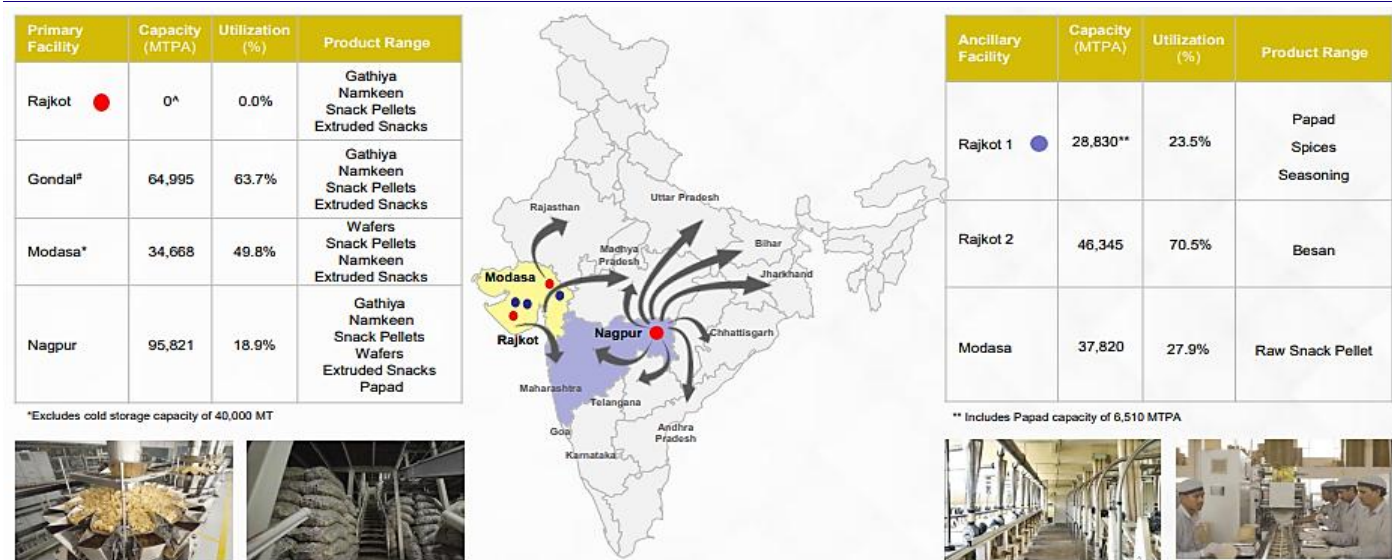 Primary Facility Capacity (MTPA) Utilization (%) Product Range
Rajkot 0^ 0.0% Gathiya
Namkeen
Snack Pellets
Extruded Snacks
Gondal# 64,995 63.7% Gathiya
Namkeen
Snack Pellets
Extruded Snacks
Modasa* 34,668 49.8% Wafers
Snack Pellets
Namkeen
Extruded Snacks
Nagpur 95,821 18.9% Gathiya
Namkeen
Snack Pellets
Wafers
Extruded Snacks
Papad
*Excludes cold storage capacity of 40,000 MT
Rajasthan
Uttar Pradesh
Madhya
Pradesh
Bihar
Jharkhand
Modasa
Rajkot
Nagpur
Chhattisgarh
Maharashtra
Telangana
Goa
Andhra
Pradesh
Karnataka
Ancillary Facility Capacity (MTPA) Utilization (%) Product Range
Rajkot 1 28,830** 23.5% Papad
Spices
Seasoning
Rajkot 2 46,345 70.5% Besan
Modasa 37,820 27.9% Raw Snack Pellet
** Includes Papad capacity of 6,510 MTPA